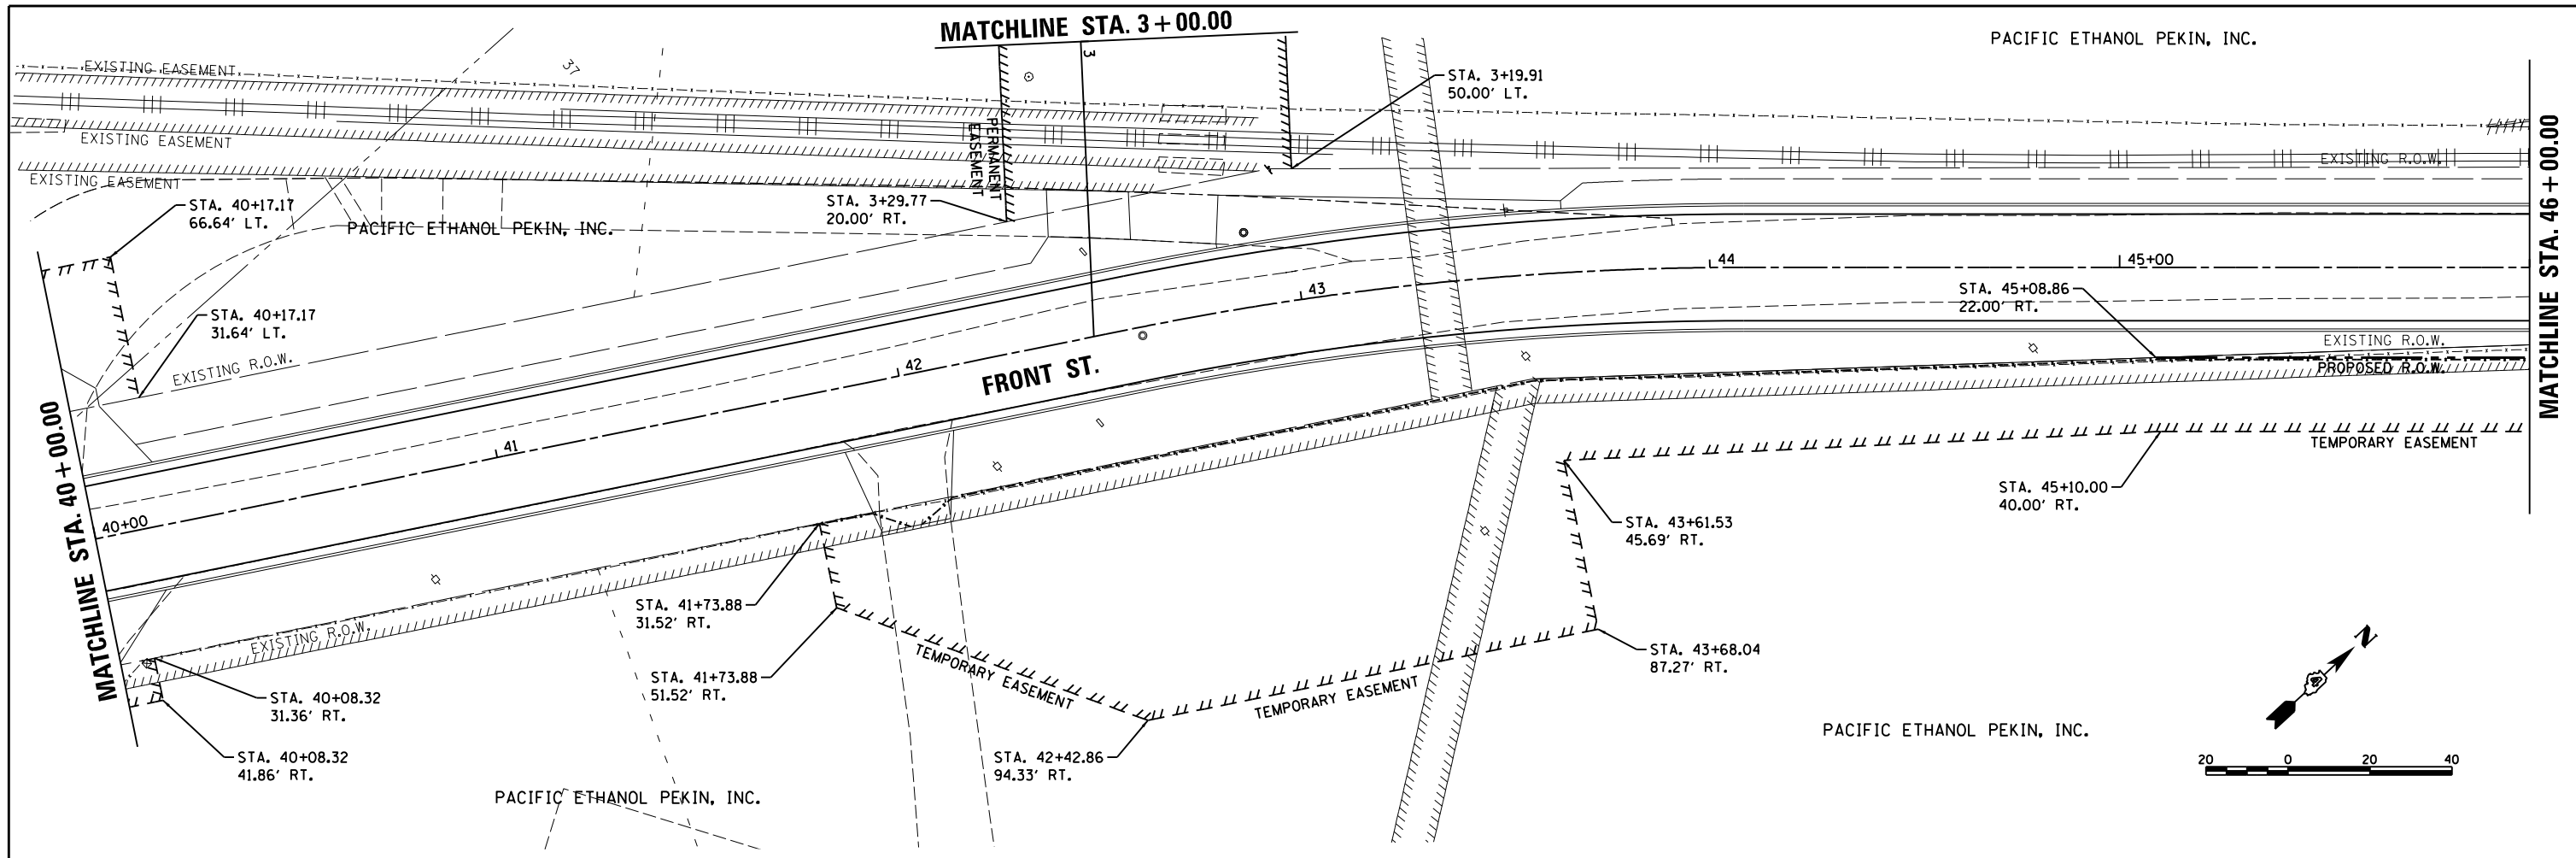 MATCHLINE STA. 3+00.00
PACIFIC ETHANOL PEKIN, INC.
EXISTING EASEMENT
37
3
STA. 3+19.91
50.00' LT.
EXISTING EASEMENT
PERMANENT
EASEMENT
EXISTING R.O.W.
EXISTING EASEMENT
STA. 40+17.17
66.64' LT.
PACIFIC ETHANOL PEKIN, INC.
STA. 3+29.77
20.00' RT.
MATCHLINE STA. 46+00.00
44
45+00
43
STA. 45+08.86
22.00' RT.
STA. 40+17.17
31.64' LT.
EXISTING R.O.W.
EXISTING R.O.W.
PROPOSED R.O.W.
42
FRONT ST.
41
40+00
MATCHLINE STA. 40+00.00
TEMPORARY EASEMENT
STA. 45+10.00
40.00' RT.
STA. 43+61.53
45.69' RT.
STA. 41+73.88
31.52' RT.
EXISTING R.O.W.
STA. 41+73.88
51.52' RT.
TEMPORARY EASEMENT
TEMPORARY EASEMENT
STA. 43+68.04
87.27' RT.
STA. 40+08.32
31.36' RT.
STA. 40+08.32
41.86' RT.
STA. 42+42.86
94.33' RT.
PACIFIC ETHANOL PEKIN, INC.
PACIFIC ETHANOL PEKIN, INC.
N
20 0 20 40